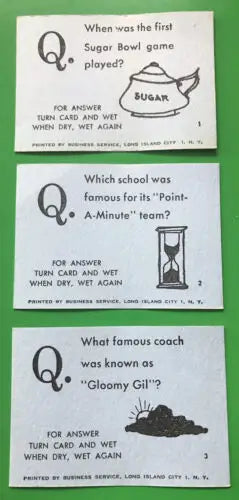 Q. When was the first
Sugar Bowl game
played?
SUGAR
FOR ANSWER
TURN CARD AND WET
WHEN DRY, WET AGAIN
1
PRINTED BY BUSINESS SERVICE, LONG ISLAND CITY 1, N. Y.
Q. Which school was
famous for its "Point-
A-Minute" team?
FOR ANSWER
TURN CARD AND WET
WHEN DRY, WET AGAIN
2
PRINTED BY BUSINESS SERVICE, LONG ISLAND CITY 1, N. Y.
Q. What famous coach
was known as
"Gloomy Gil"?
FOR ANSWER
TURN CARD AND WET
WHEN DRY, WET AGAIN
3
PRINTED BY BUSINESS SERVICE, LONG ISLAND CITY 1, N. Y.